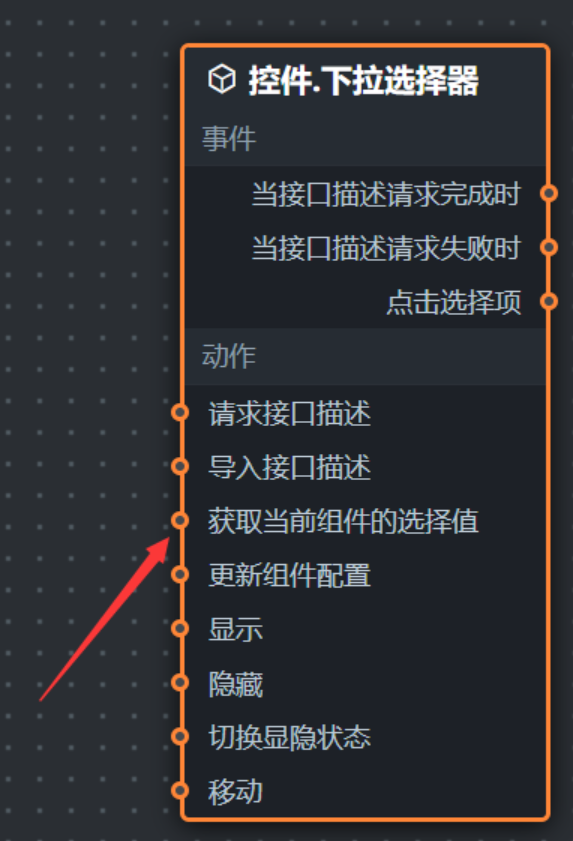 控件.下拉选择器
事件
当接口描述请求完成时
当接口描述请求失败时
点击选择项
动作
请求接口描述
导入接口描述
获取当前组件的选择值
更新组件配置
显示
隐藏
切换显隐状态
移动